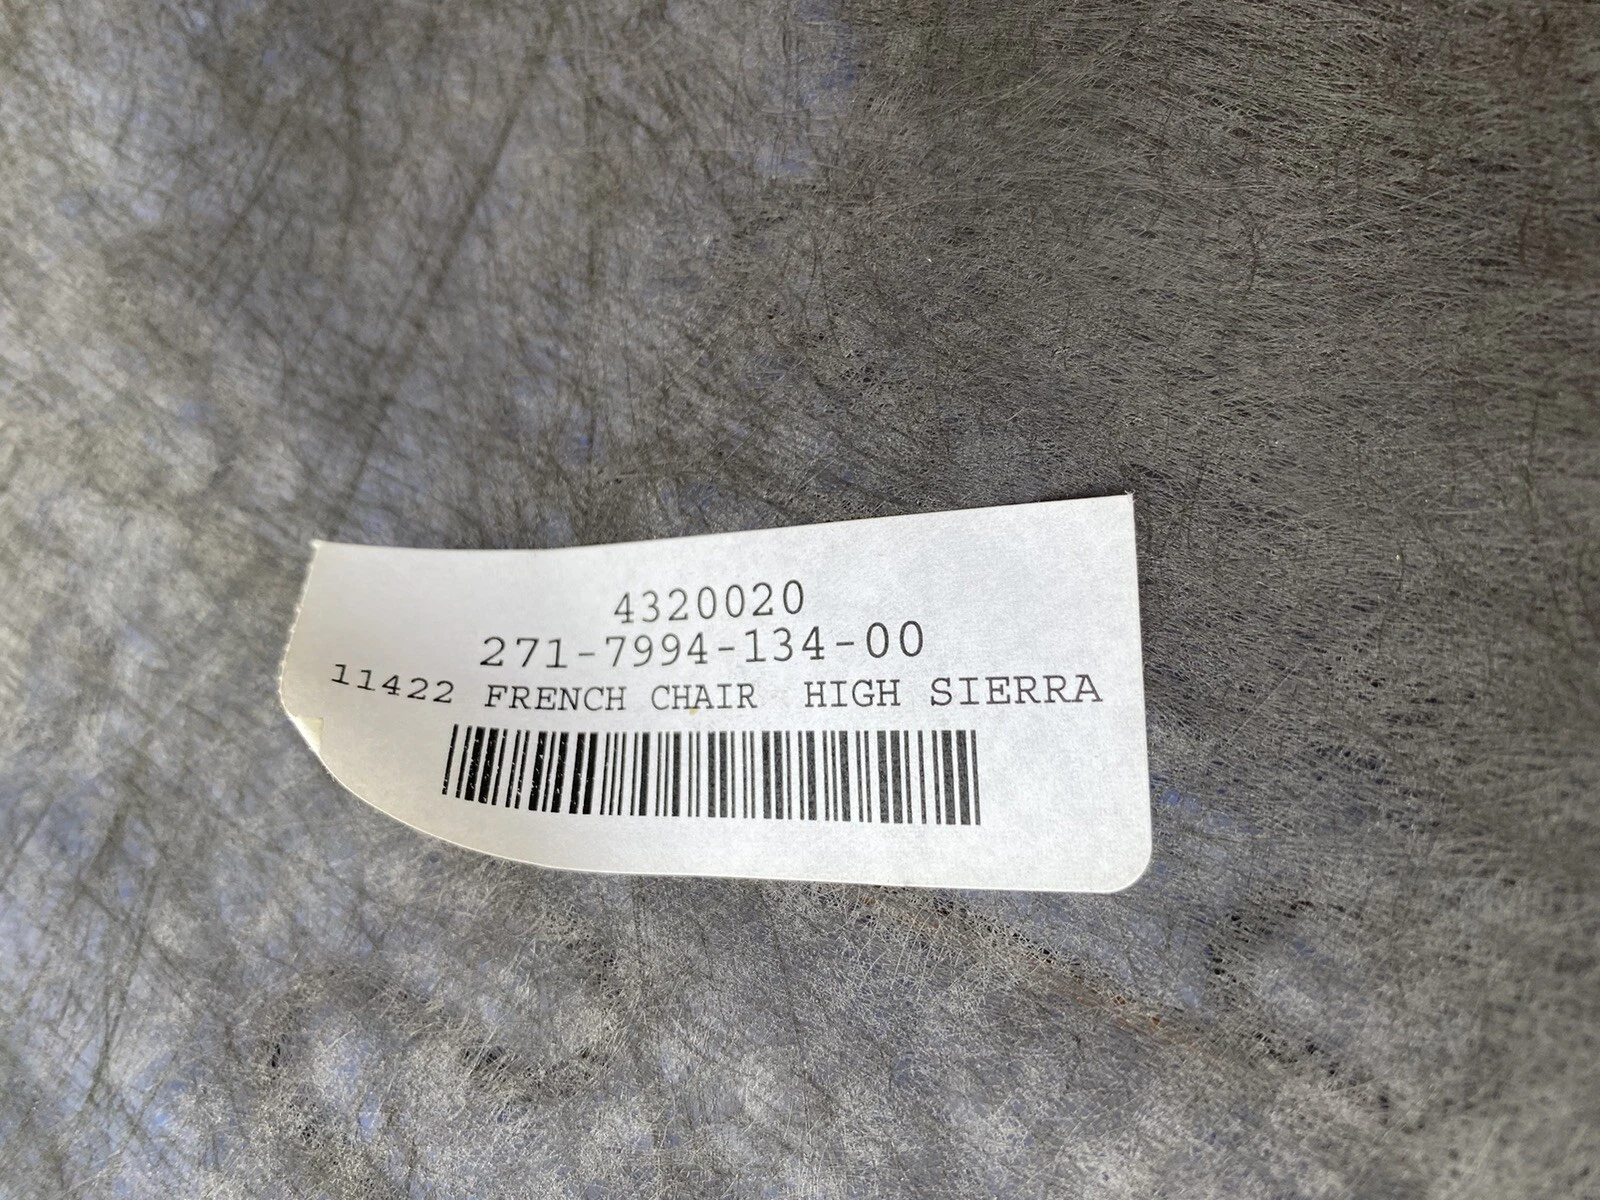 4320020
271-7994-134-00
11422 FRENCH CHAIR HIGH SIERRA